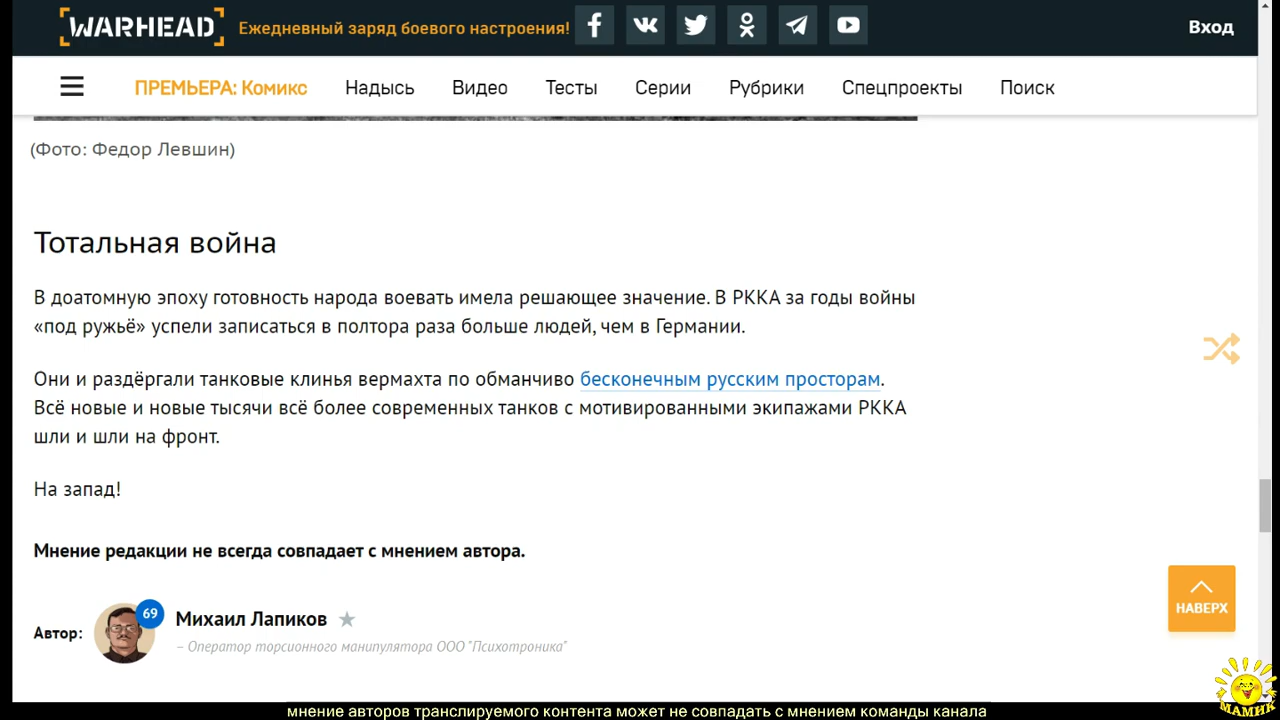 WARHEAD
Ежедневный заряд боевого настроения!
Вход
ПРЕМЬЕРА: Комикс Надысь Видео Тесты Серии Рубрики Спецпроекты Поиск
(Фото: Федор Левшин)
Тотальная война
В доатомную эпоху готовность народа воевать имела решающее значение. В РККА за годы войны
«под ружьё» успели записаться в полтора раза больше людей, чем в Германии.
Они и раздёргали танковые клинья вермахта по обманчиво бесконечным русским просторам.
Всё новые и новые тысячи всё более современных танков с мотивированными экипажами РККА
шли и шли на фронт.
На запад!
Мнение редакции не всегда совпадает с мнением автора.
Автор:
69
Михаил Лапиков
– Оператор торсионного манипулятора ООО "Психотроника"
НАВЕРХ
МАМИК
мнение авторов транслируемого контента может не совпадать с мнением команды канала